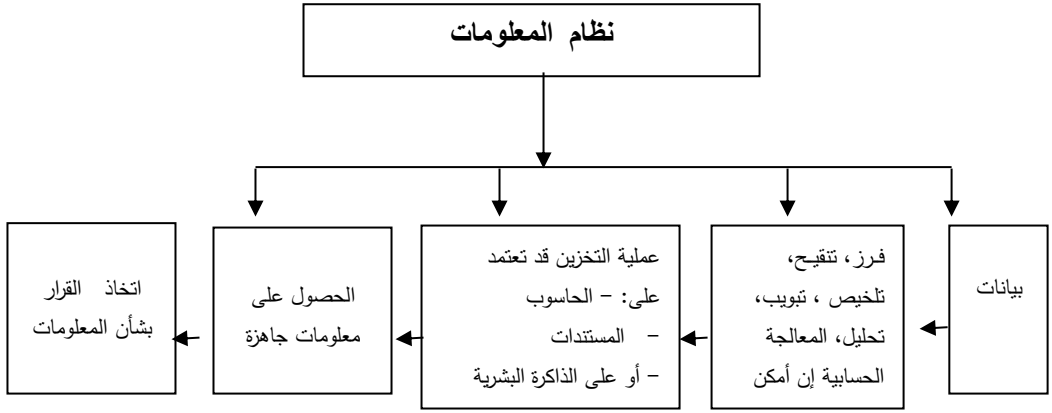 نظام المعلومات
بيانات
فرز، تنقيح،
تلخيص ، تبويب،
تحليل، المعالجة
الحسابية إن أمكن
عملية التخزين قد تعتمد
على: – الحاسوب
– المستندات
– أو على الذاكرة البشرية
الحصول على
معلومات جاهزة
اتخاذ القرار
بشأن المعلومات